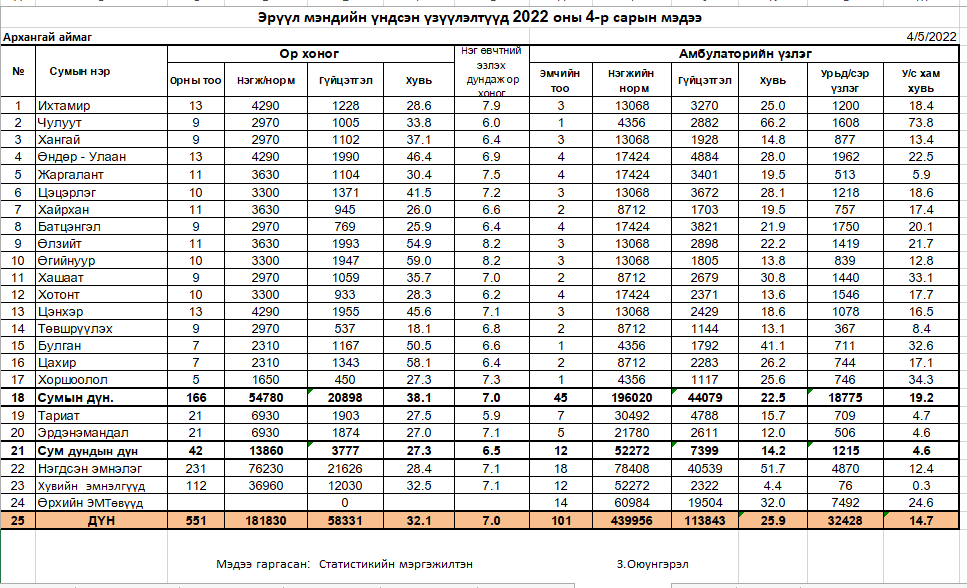 Эрүүл мэндийн үндсэн үзүүлэлтүүд 2022 оны 4-р сарын мэдээ
Архангай аймаг 4/5/2022
№ Сумын нэр Ор хоног Нэг өвчтний эзлэх дундаж ор хоног Амбулаторийн үзлэг
Орны тоо Нэгж/норм Гүйцэтгэл Хувь Эмчийн тоо Нэгжийн норм Гүйцэтгэл Хувь Урьд/сэр үзлэг У/с хам хувь
1 Ихтамир 13 4290 1228 28.6 7.9 3 13068 3270 25.0 1200 18.4
2 Чулуут 9 2970 1005 33.8 6.0 1 4356 2882 66.2 1608 73.8
3 Хангай 9 2970 1102 37.1 6.4 3 13068 1928 14.8 877 13.4
4 Өндөр - Улаан 13 4290 1990 46.4 6.9 4 17424 4884 28.0 1962 22.5
5 Жаргалант 11 3630 1104 30.4 7.5 4 17424 3401 19.5 513 5.9
6 Цэцэрлэг 10 3300 1371 41.5 7.2 3 13068 3672 28.1 1218 18.6
7 Хайрхан 11 3630 945 26.0 6.6 2 8712 1703 19.5 757 17.4
8 Батцэнгэл 9 2970 769 25.9 6.4 4 17424 3821 21.9 1750 20.1
9 Өлзийт 11 3630 1993 54.9 8.2 3 13068 2898 22.2 1419 21.7
10 Өгийнуур 10 3300 1947 59.0 8.2 3 13068 1805 13.8 839 12.8
11 Хашаат 9 2970 1059 35.7 7.0 2 8712 2679 30.8 1440 33.1
12 Хотонт 10 3300 933 28.3 6.2 4 17424 2371 13.6 1546 17.7
13 Цэнхэр 13 4290 1955 45.6 7.1 3 13068 2429 18.6 1078 16.5
14 Төвшрүүлэх 9 2970 537 18.1 6.8 2 8712 1144 13.1 367 8.4
15 Булган 7 2310 1167 50.5 6.6 1 4356 1792 41.1 711 32.6
16 Цахир 7 2310 1343 58.1 6.4 2 8712 2283 26.2 744 17.1
17 Хоршоолол 5 1650 450 27.3 7.3 1 4356 1117 25.6 746 34.3
18 Сумын дүн. 166 54780 20898 38.1 7.0 45 196020 44079 22.5 18775 19.2
19 Тариат 21 6930 1903 27.5 5.9 7 30492 4788 15.7 709 4.7
20 Эрдэнэмандал 21 6930 1874 27.0 7.1 5 21780 2611 12.0 506 4.6
21 Сум дундын дүн 42 13860 3777 27.3 6.5 12 52272 7399 14.2 1215 4.6
22 Нэгдсэн эмнэлэг 231 76230 21626 28.4 7.1 18 78408 40539 51.7 4870 12.4
23 Хувийн эмнэлгүүд 112 36960 12030 32.5 7.1 12 52272 2322 4.4 76 0.3
24 Өрхийн ЭМТөвүүд 0 14 60984 19504 32.0 7492 24.6
25 ДҮН 551 181830 58331 32.1 7.0 101 439956 113843 25.9 32428 14.7
Мэдээ гаргасан: Статистикийн мэргэжилтэн З.Оюунгэрэл